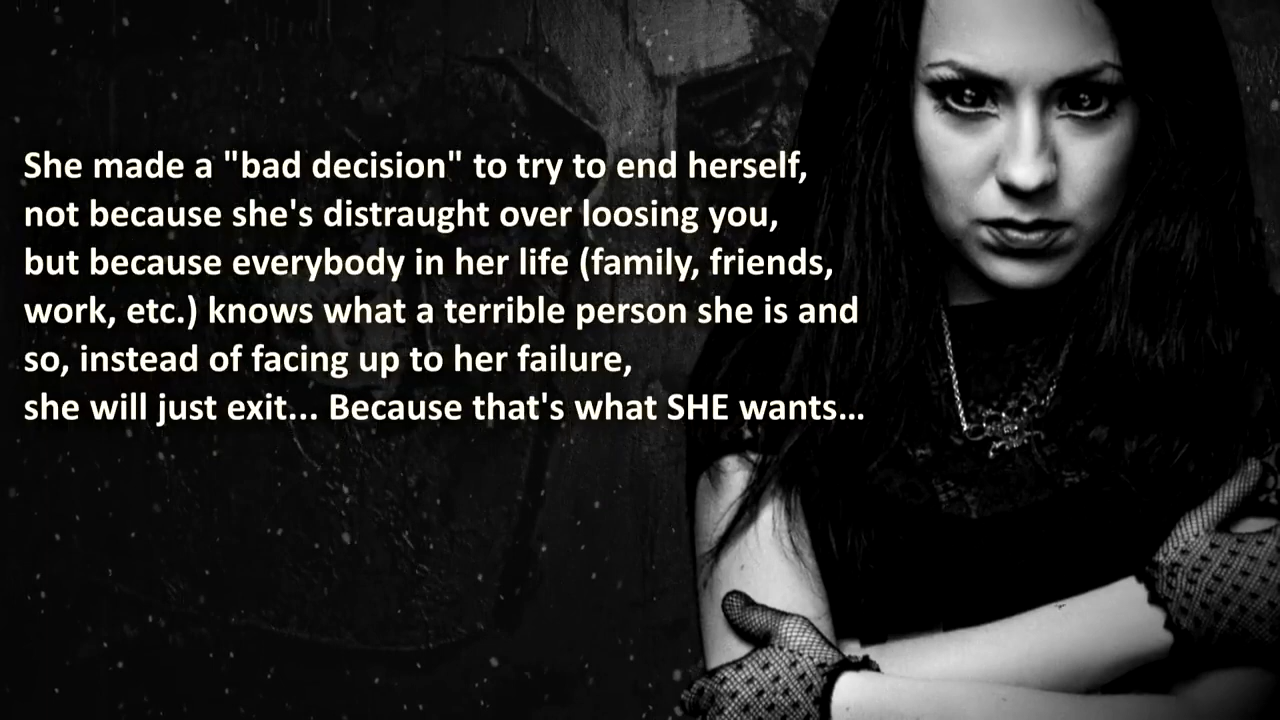 She made a "bad decision" to try to end herself,
not because she's distraught over loosing you,
but because everybody in her life (family, friends,
work, etc.) knows what a terrible person she is and
so, instead of facing up to her failure,
she will just exit... Because that's what SHE wants...